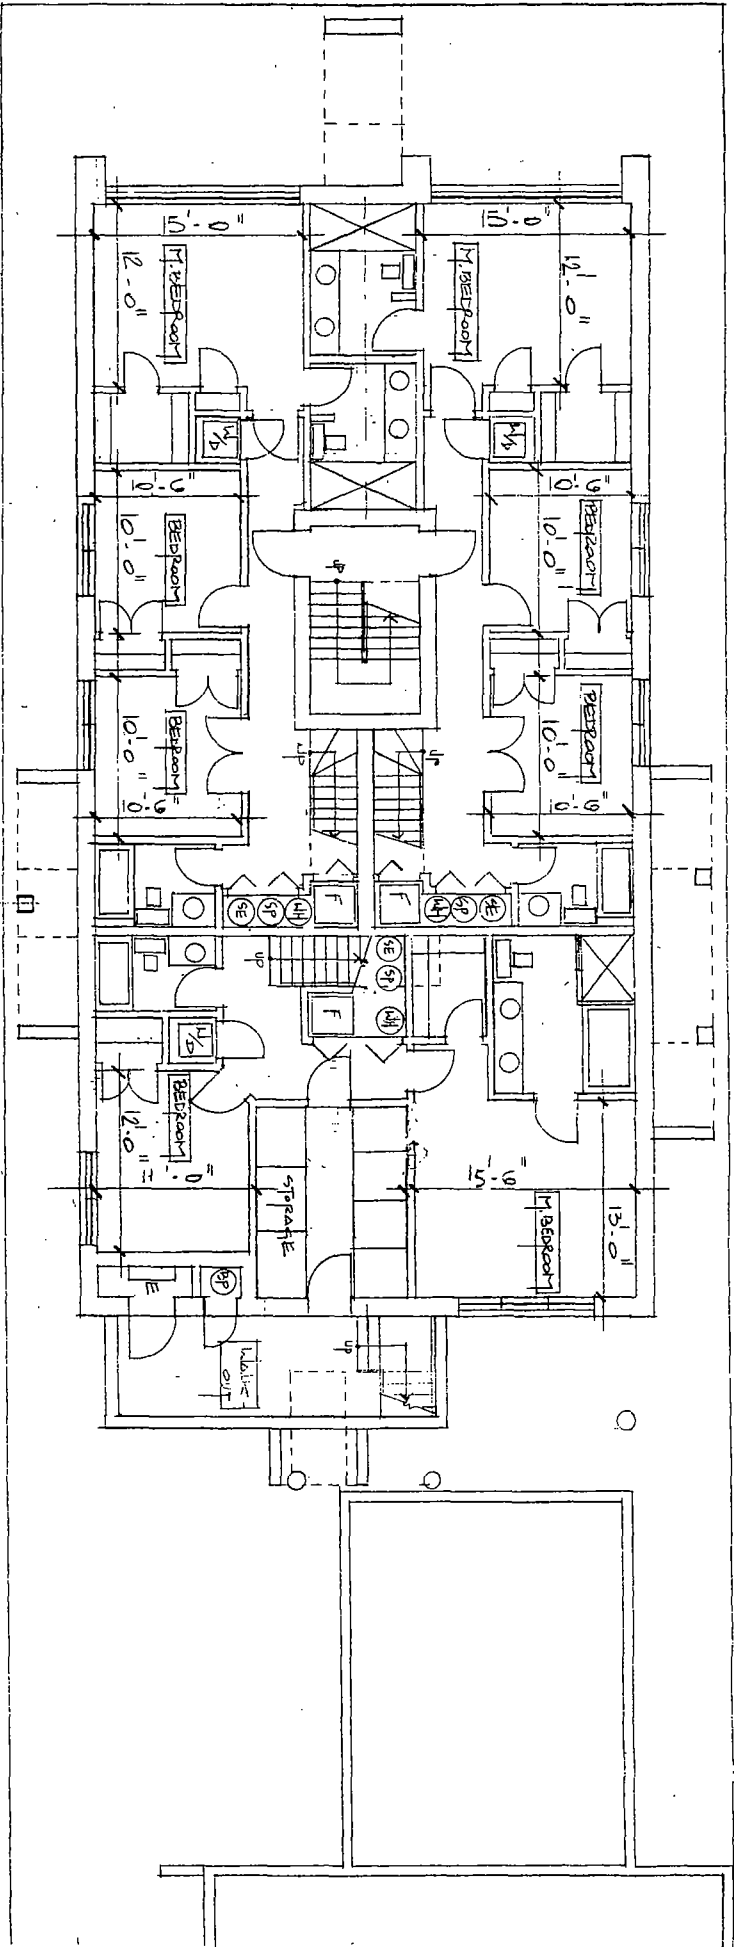 15'-0"
12'-0"
M.BEDROOM
15'-0"
12'-0"
M.BEDROOM
W/D
W/D
10'-6"
10'-0"
BEDROOM
10'-6"
10'-0"
BEDROOM
UP
10'-0"
BEDROOM
10'-6"
10'-0"
BEDROOM
10'-6"
UP
UP
SE
SP
WH
F
F
WH
SP
SE
UP
SE
SP
WH
F
W/D
BEDROOM
12'-0"
11'-0"
STORAGE
15'-6"
13'-0"
M.BEDROOM
E
EP
UP
WALK
OUT